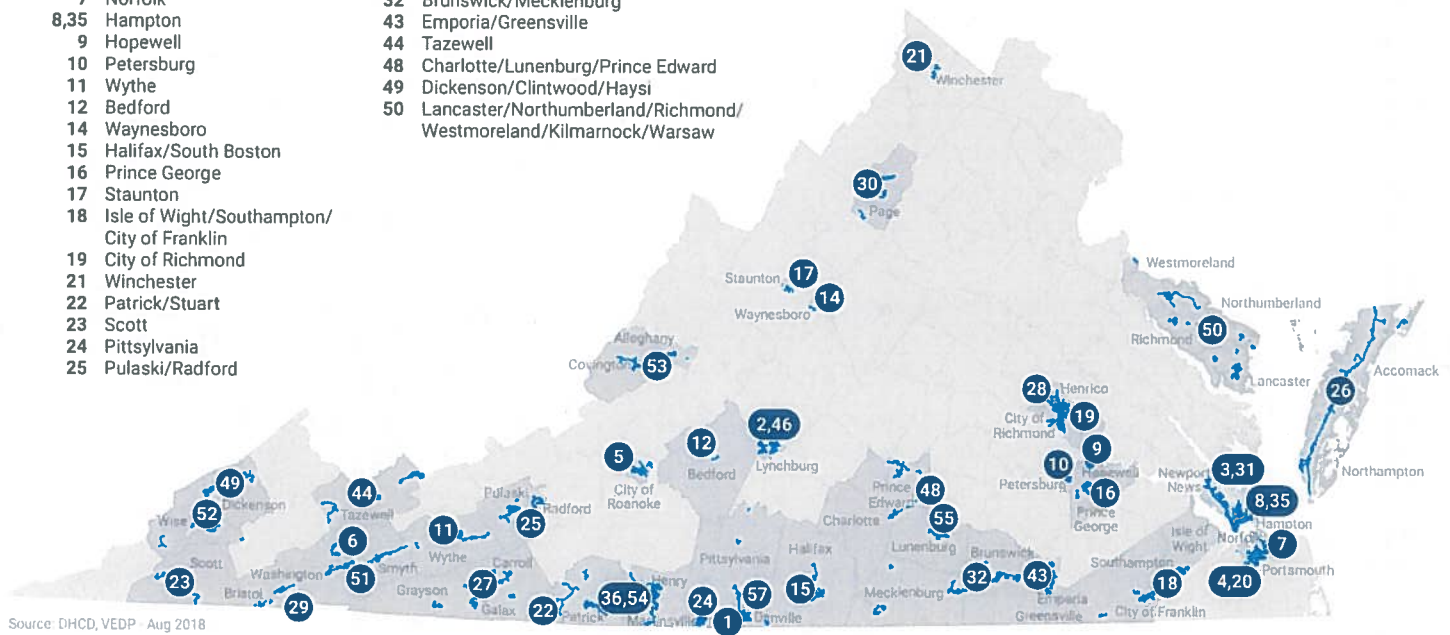 7 Norfolk
8,35 Hampton
9 Hopewell
10 Petersburg
11 Wythe
12 Bedford
14 Waynesboro
15 Halifax/South Boston
16 Prince George
17 Staunton
18 Isle of Wight/Southampton/
City of Franklin
19 City of Richmond
21 Winchester
22 Patrick/Stuart
23 Scott
24 Pittsylvania
25 Pulaski/Radford
32 Brunswick/Mecklenburg
43 Emporia/Greensville
44 Tazewell
48 Charlotte/Lunenburg/Prince Edward
49 Dickenson/Clintwood/Haysi
50 Lancaster/Northumberland/Richmond/
Westmoreland/Kilmarnock/Warsaw
21
Winchester
30
Page
Westmoreland
Staunton
17
14
Waynesboro
Northumberland
Richmond
50
Lancaster
Accomack
26
Northampton
Alleghany
Covington
53
28
Henrico
City of
Richmond
19
2,46
Lynchburg
12
Bedford
5
City of
Roanoke
9
Hopewell
10
Petersburg
16
Prince
George
Newport
News
3,31
8,35
Hampton
Norfolk
7
Portsmouth
4,20
49
Dickenson
52
Wise
44
Tazewell
Pulaski
Radford
25
Prince
Edward
48
Charlotte
55
Lunenburg
Isle of
Wight
6
11
Wythe
Scott
23
Washington
51
Smyth
Bristol
29
Grayson
Carroll
27
Galax
22
Patrick
36,54
Henry
Martinsville
Pittsylvania
24
1
57
Danville
Halifax
15
Mecklenburg
Brunswick
32
43
Emporia
Greensville
Southampton
18
City of Franklin
Source: DHCD, VEDP - Aug 2018